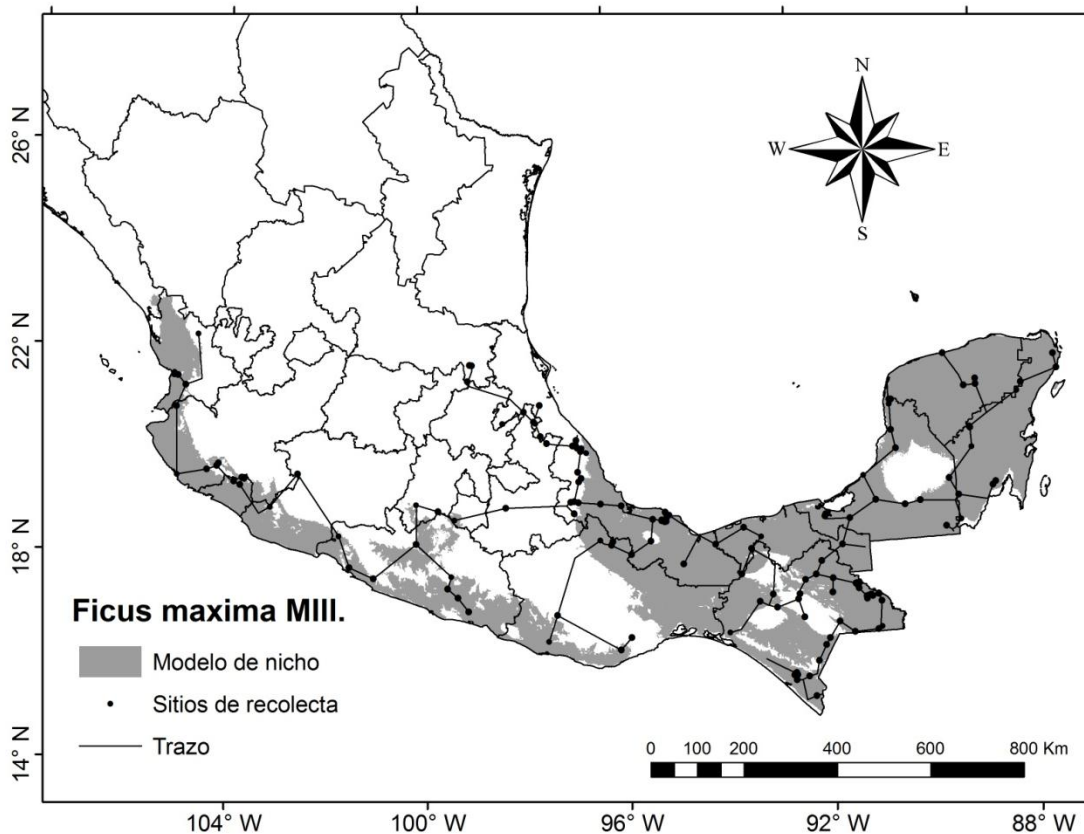 N
W E
S
26° N
22° N
18° N
14° N
Ficus maxima MIII.
Modelo de nicho
Sitios de recolecta
Trazo
0 100 200 400 600 800 Km
104° W 100° W 96° W 92° W 88° W